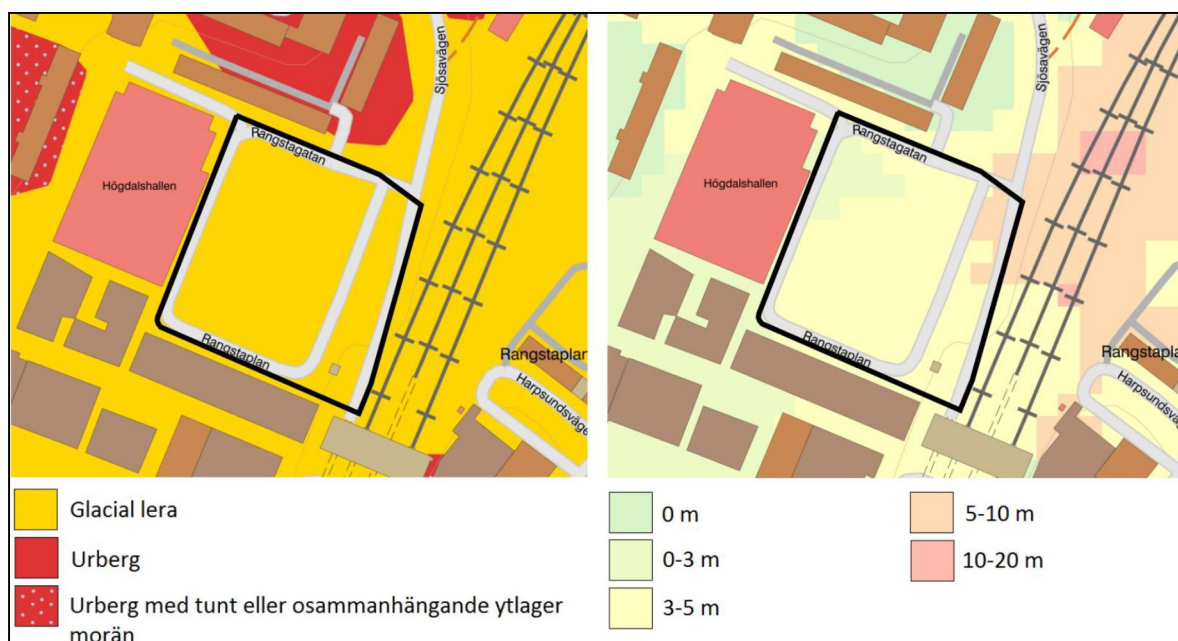 Sjösavägen
Rangstagatan
Högdalshallen
Rangstaplan
Rangstaplan
Harpsundsväge
Sjösavägen
Rangstagatan
Högdalshallen
Rangstaplan
Rangstapla
Harpsundsväge
Glacial lera
Urberg
Urberg med tunt eller osammanhängande ytlager
morän
0 m
0-3 m
3-5 m
5-10 m
10-20 m